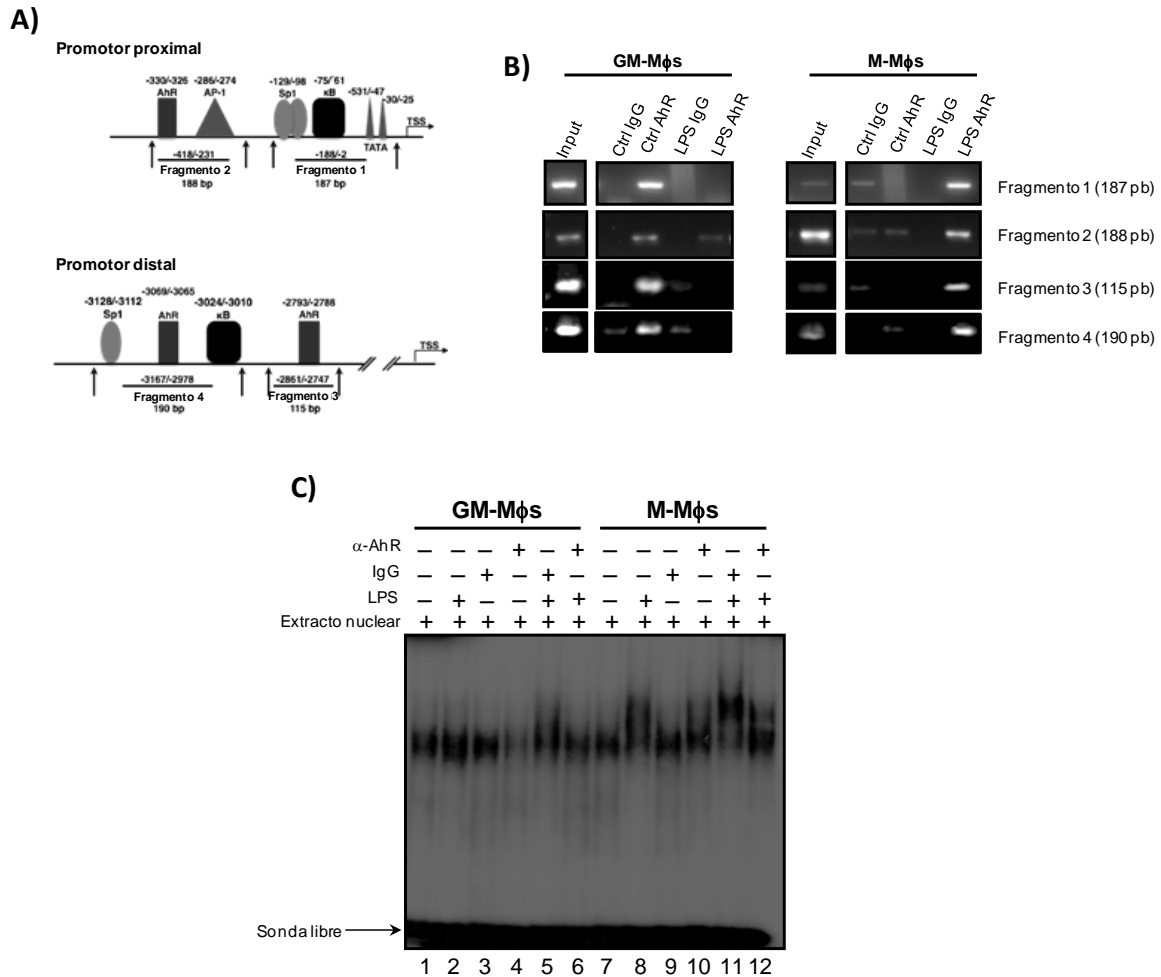 A)
Promotor proximal
-330/-326 -286/-274 -129/-98 -75/'61 -531/-47
AhR AP-1 Sp1 κB -30/-25
TSS
TATA
-418/-231 -188/-2
Fragmento 2 Fragmento 1
188 bp 187 bp
Promotor distal
-3128/-3112 -3069/-3065 -3024/-3010 -2793/-2788
Sp1 AhR κB AhR
TSS
-3167/-2978 -2861/-2747
Fragmento 4 Fragmento 3
190 bp 115 bp
B)
GM-Mϕs M-Mϕs
Input Ctrl IgG Ctrl AhR LPS IgG LPS AhR Input Ctrl IgG Ctrl AhR LPS IgG LPS AhR
Fragmento 1 (187 pb)
Fragmento 2 (188 pb)
Fragmento 3 (115 pb)
Fragmento 4 (190 pb)
C)
GM-Mϕs M-Mϕs
α-AhR – – – + – + – – – + – +
IgG – – + – + – – – + – + –
LPS – + – – + + – + – – + +
Extracto nuclear + + + + + + + + + + + +
Sonda libre
1 2 3 4 5 6 7 8 9 10 11 12